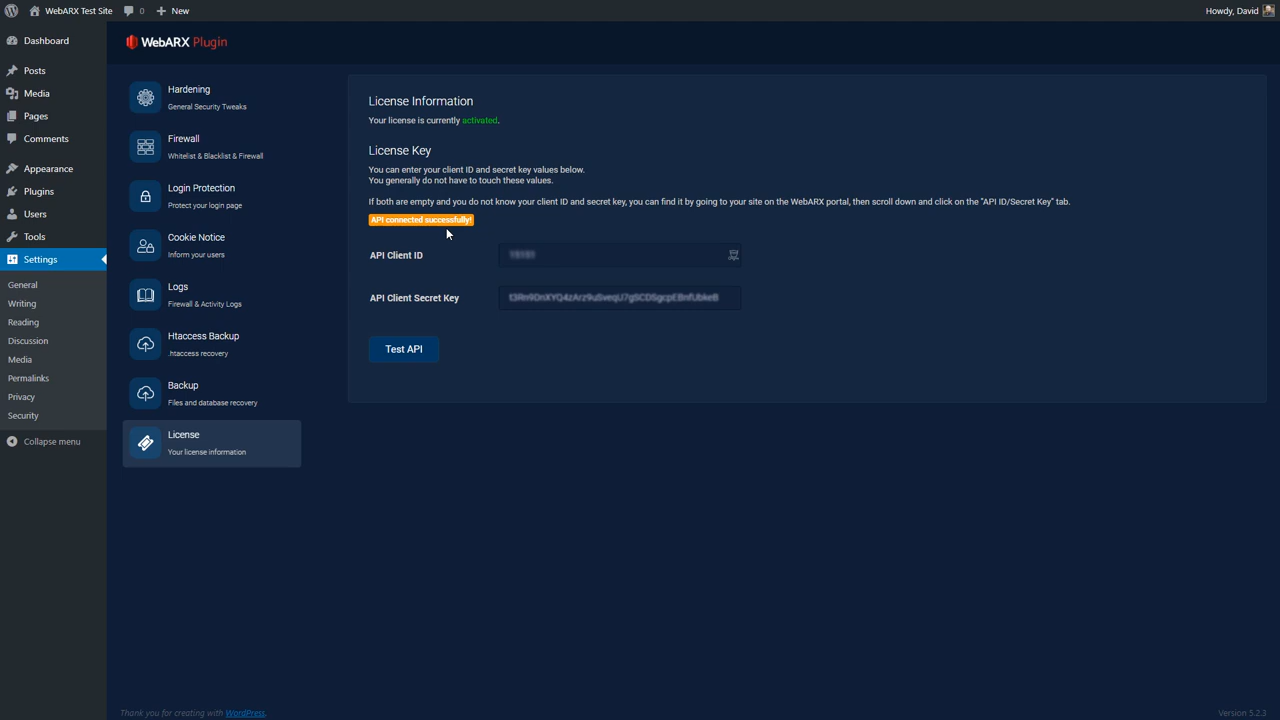 WebARX Test Site 0 New
Howdy, David
Dashboard
Posts
Media
Pages
Comments
Appearance
Plugins
Users
Tools
Settings
General
Writing
Reading
Discussion
Media
Permalinks
Privacy
Security
Collapse menu
WebARX Plugin
Hardening
General Security Tweaks
Firewall
Whitelist & Blacklist & Firewall
Login Protection
Protect your login page
Cookie Notice
Inform your users
Logs
Firewall & Activity Logs
Htaccess Backup
.htaccess recovery
Backup
Files and database recovery
License
Your license information
License Information
Your license is currently activated.
License Key
You can enter your client ID and secret key values below.
You generally do not have to touch these values.
If both are empty and you do not know your client ID and secret key, you can find it by going to your site on the WebARX portal, then scroll down and click on the "API ID/Secret Key" tab.
API connected successfully!
API Client ID
API Client Secret Key
Test API
Thank you for creating with WordPress.
Version 5.2.3